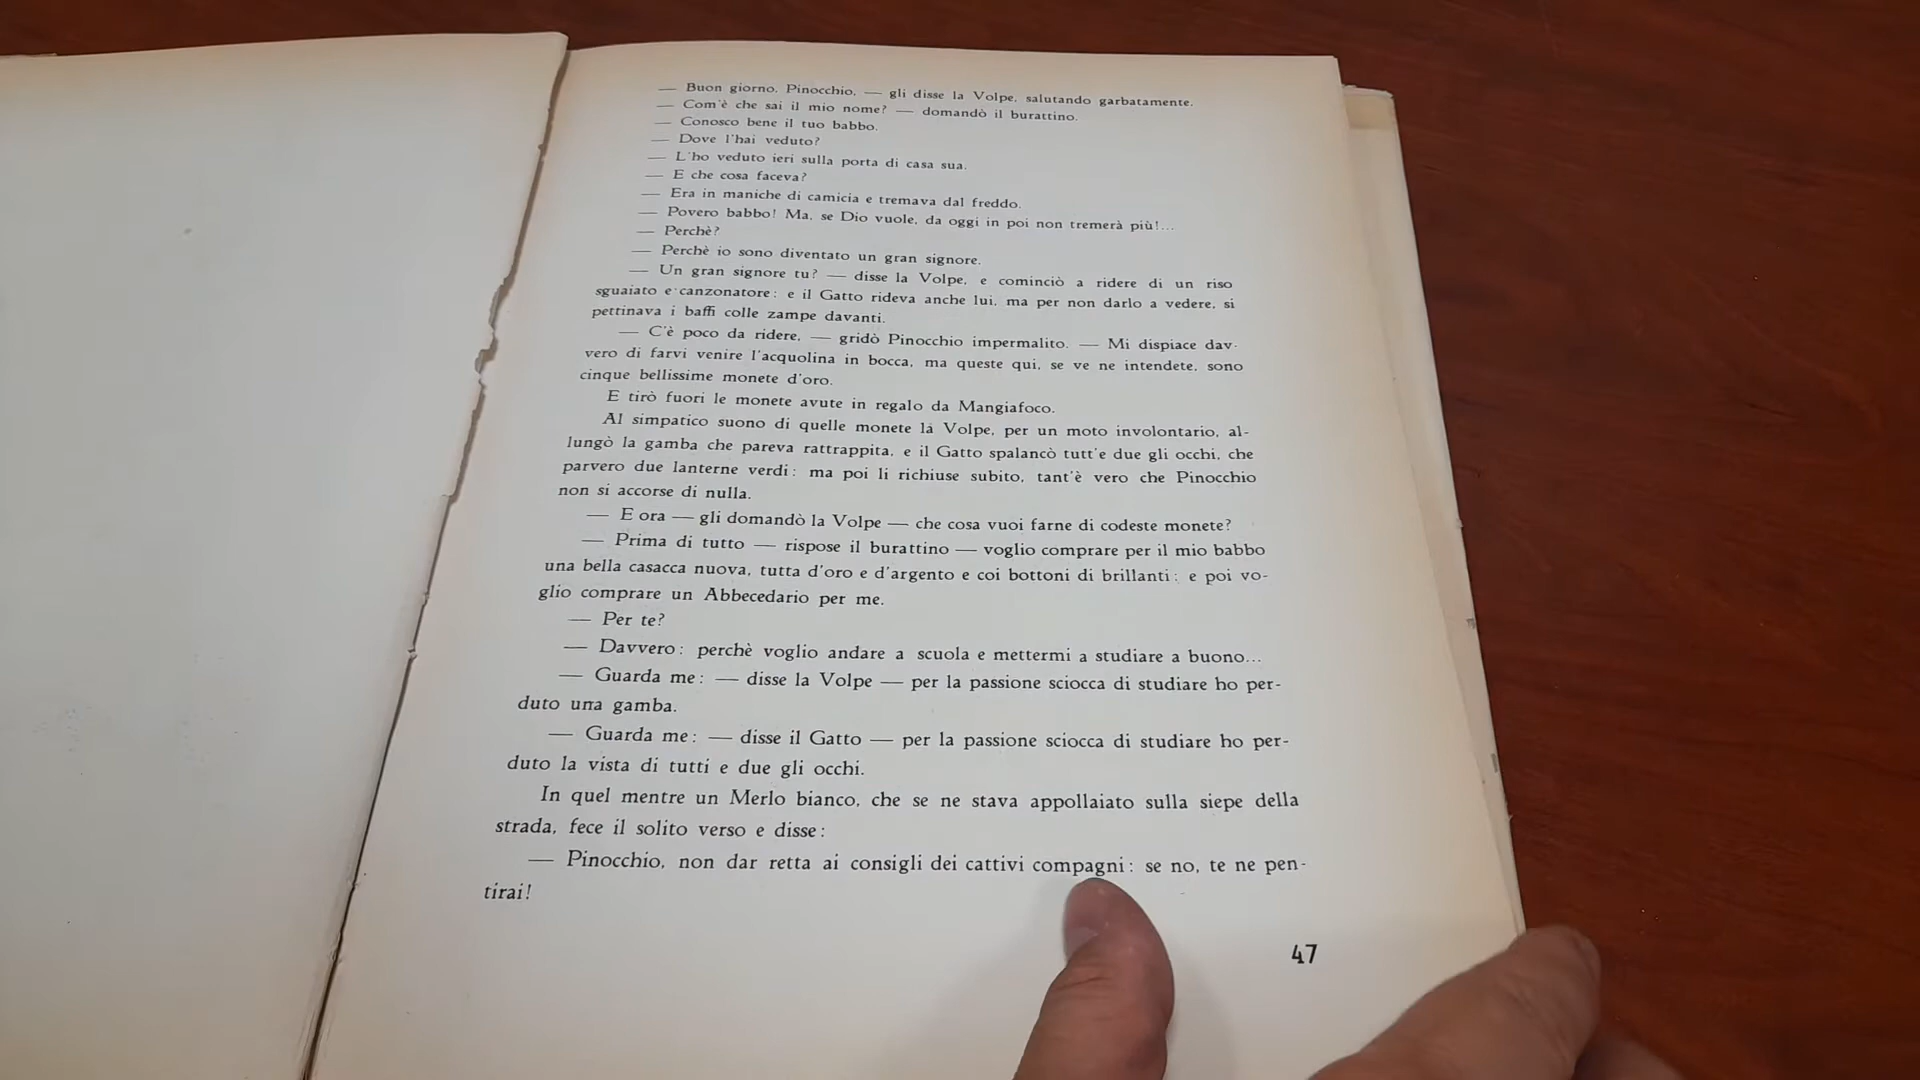 — Buon giorno, Pinocchio, — gli disse la Volpe, salutando garbatamente.
— Com'è che sai il mio nome? — domandò il burattino.
— Conosco bene il tuo babbo.
— Dove l'hai veduto?
— L'ho veduto ieri sulla porta di casa sua.
— E che cosa faceva?
— Era in maniche di camicia e tremava dal freddo.
— Povero babbo! Ma, se Dio vuole, da oggi in poi non tremerà più!...
— Perchè?
— Perchè io sono diventato un gran signore.
— Un gran signore tu? — disse la Volpe, e cominciò a ridere di un riso
sguaiato e canzonatore: e il Gatto rideva anche lui, ma per non darlo a vedere, si
pettinava i baffi colle zampe davanti.
— C'è poco da ridere, — gridò Pinocchio impermalito. — Mi dispiace dav-
vero di farvi venire l'acquolina in bocca, ma queste qui, se ve ne intendete, sono
cinque bellissime monete d'oro.
E tirò fuori le monete avute in regalo da Mangiafoco.
Al simpatico suono di quelle monete la Volpe, per un moto involontario, al-
lungò la gamba che pareva rattrappita, e il Gatto spalancò tutt'e due gli occhi, che
parvero due lanterne verdi: ma poi li richiuse subito, tant'è vero che Pinocchio
non si accorse di nulla.
— E ora — gli domandò la Volpe — che cosa vuoi farne di codeste monete?
— Prima di tutto — rispose il burattino — voglio comprare per il mio babbo
una bella casacca nuova, tutta d'oro e d'argento e coi bottoni di brillanti: e poi vo-
glio comprare un Abbecedario per me.
— Per te?
— Davvero: perchè voglio andare a scuola e mettermi a studiare a buono...
— Guarda me: — disse la Volpe — per la passione sciocca di studiare ho per-
duto una gamba.
— Guarda me: — disse il Gatto — per la passione sciocca di studiare ho per-
duto la vista di tutti e due gli occhi.
In quel mentre un Merlo bianco, che se ne stava appollaiato sulla siepe della
strada, fece il solito verso e disse:
— Pinocchio, non dar retta ai consigli dei cattivi compagni: se no, te ne pen-
tirai!
47